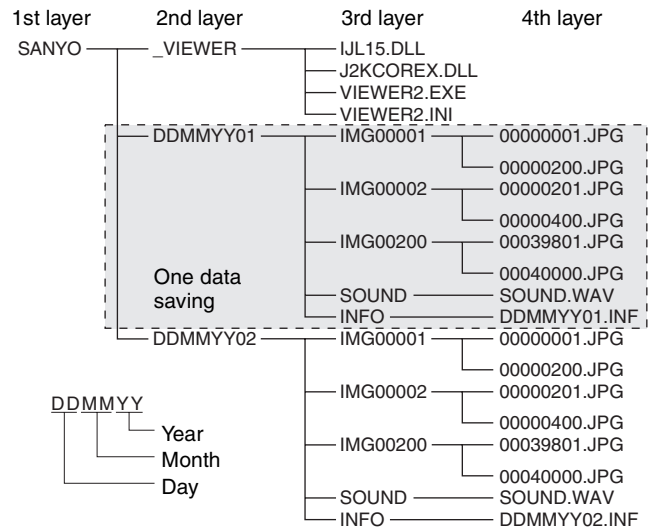 1st layer 2nd layer 3rd layer 4th layer
SANYO _VIEWER IJL15.DLL
J2KCOREX.DLL
VIEWER2.EXE
VIEWER2.INI
DDMMYY01 IMG00001 00000001.JPG
00000200.JPG
IMG00002 00000201.JPG
00000400.JPG
IMG00200 00039801.JPG
One data
saving
00040000.JPG
SOUND SOUND.WAV
INFO DDMMYY01.INF
DDMMYY02 IMG00001 00000001.JPG
00000200.JPG
IMG00002 00000201.JPG
DDMMYY
00000400.JPG
Year
IMG00200 00039801.JPG
Month
00040000.JPG
Day
SOUND SOUND.WAV
INFO DDMMYY02.INF